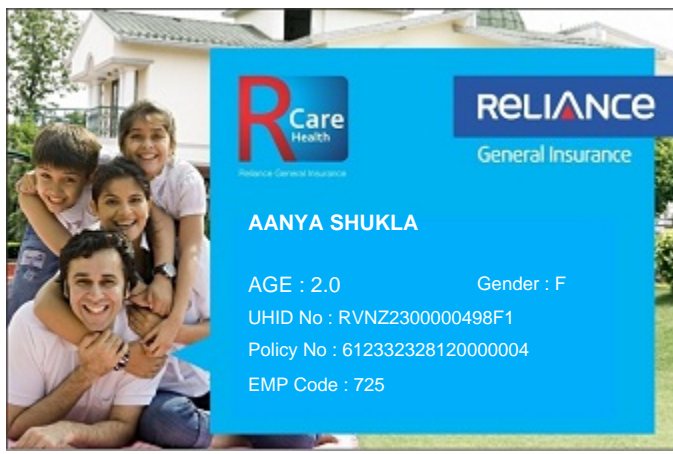 RCare
Health
Reliance General Insurance
RELIANCE
General Insurance
AANYA SHUKLA
AGE : 2.0 Gender : F
UHID No : RVNZ2300000498F1
Policy No : 612332328120000004
EMP Code : 725